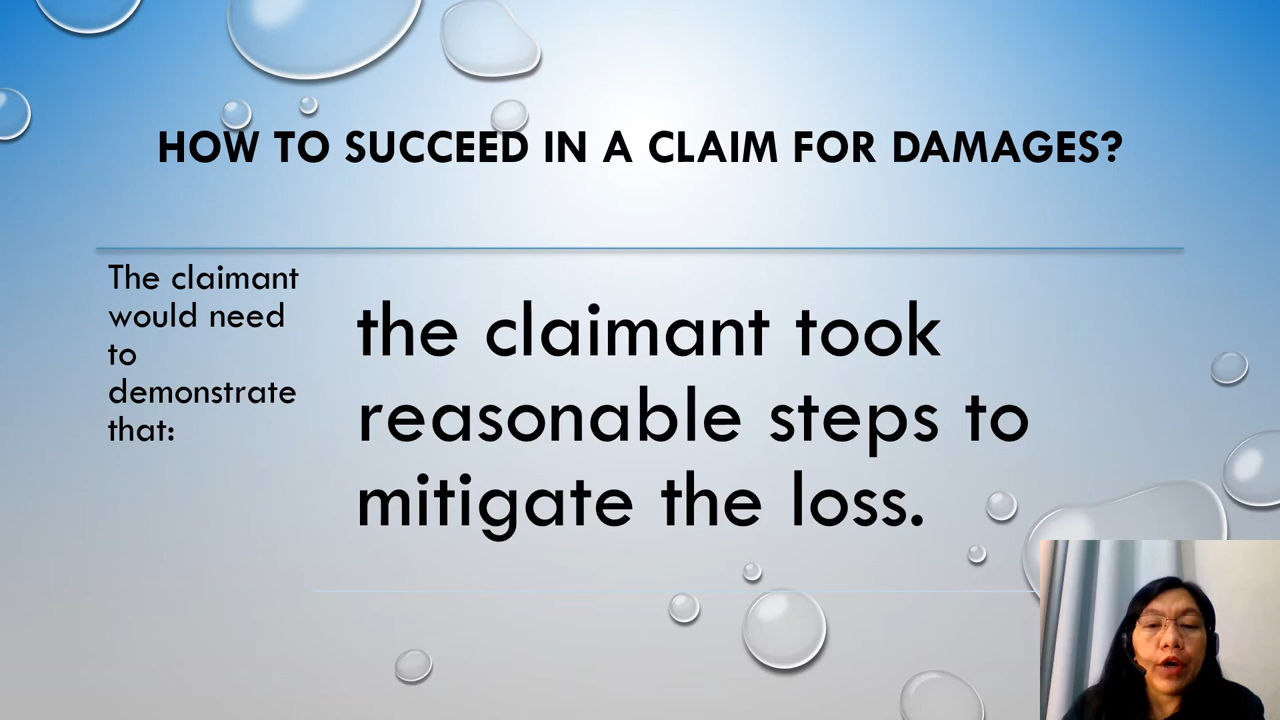 HOW TO SUCCEED IN A CLAIM FOR DAMAGES?
The claimant
would need
to
demonstrate
that:
the claimant took
reasonable steps to
mitigate the loss.